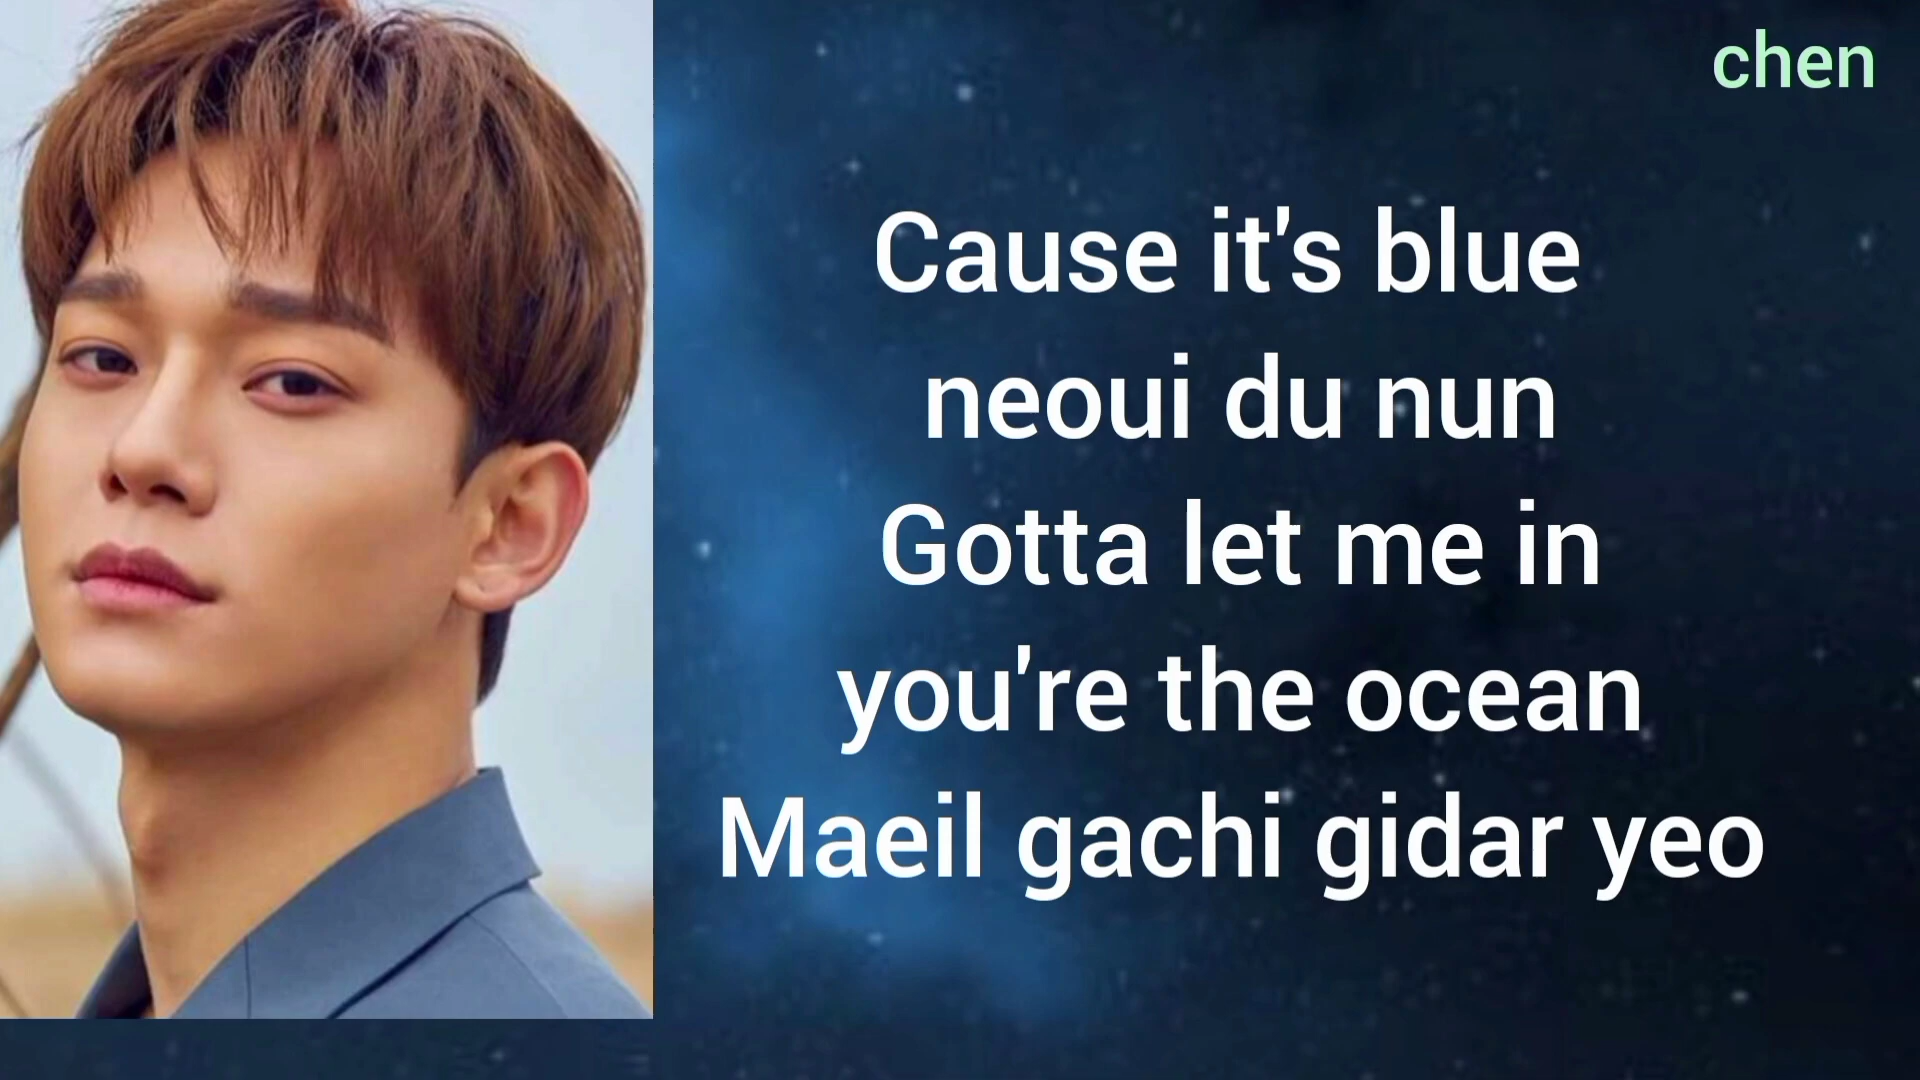 chen
Cause it's blue
neoui du nun
Gotta let me in
you're the ocean
Maeil gachi gidar yeo